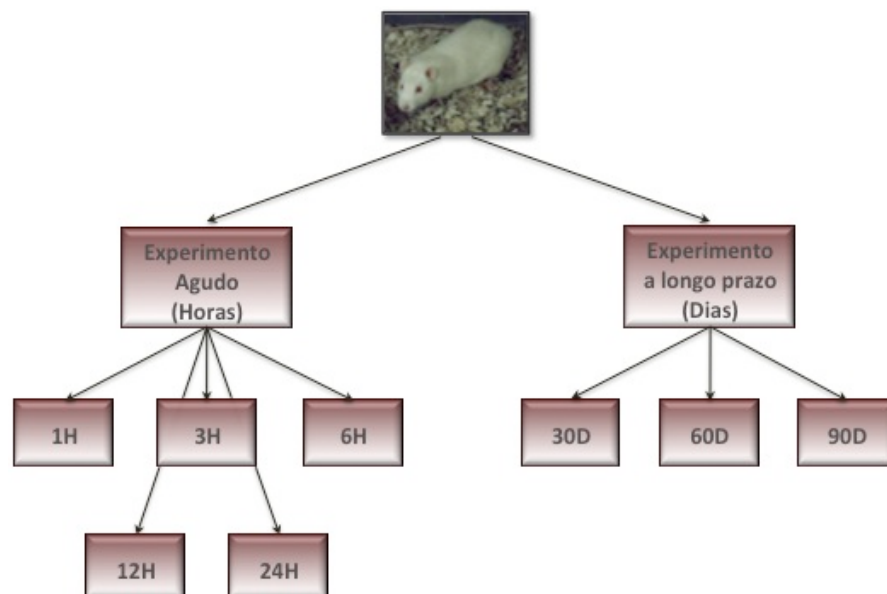 Experimento
Agudo
(Horas)
Experimento
a longo prazo
(Dias)
1H
3H
6H
30D
60D
90D
12H
24H